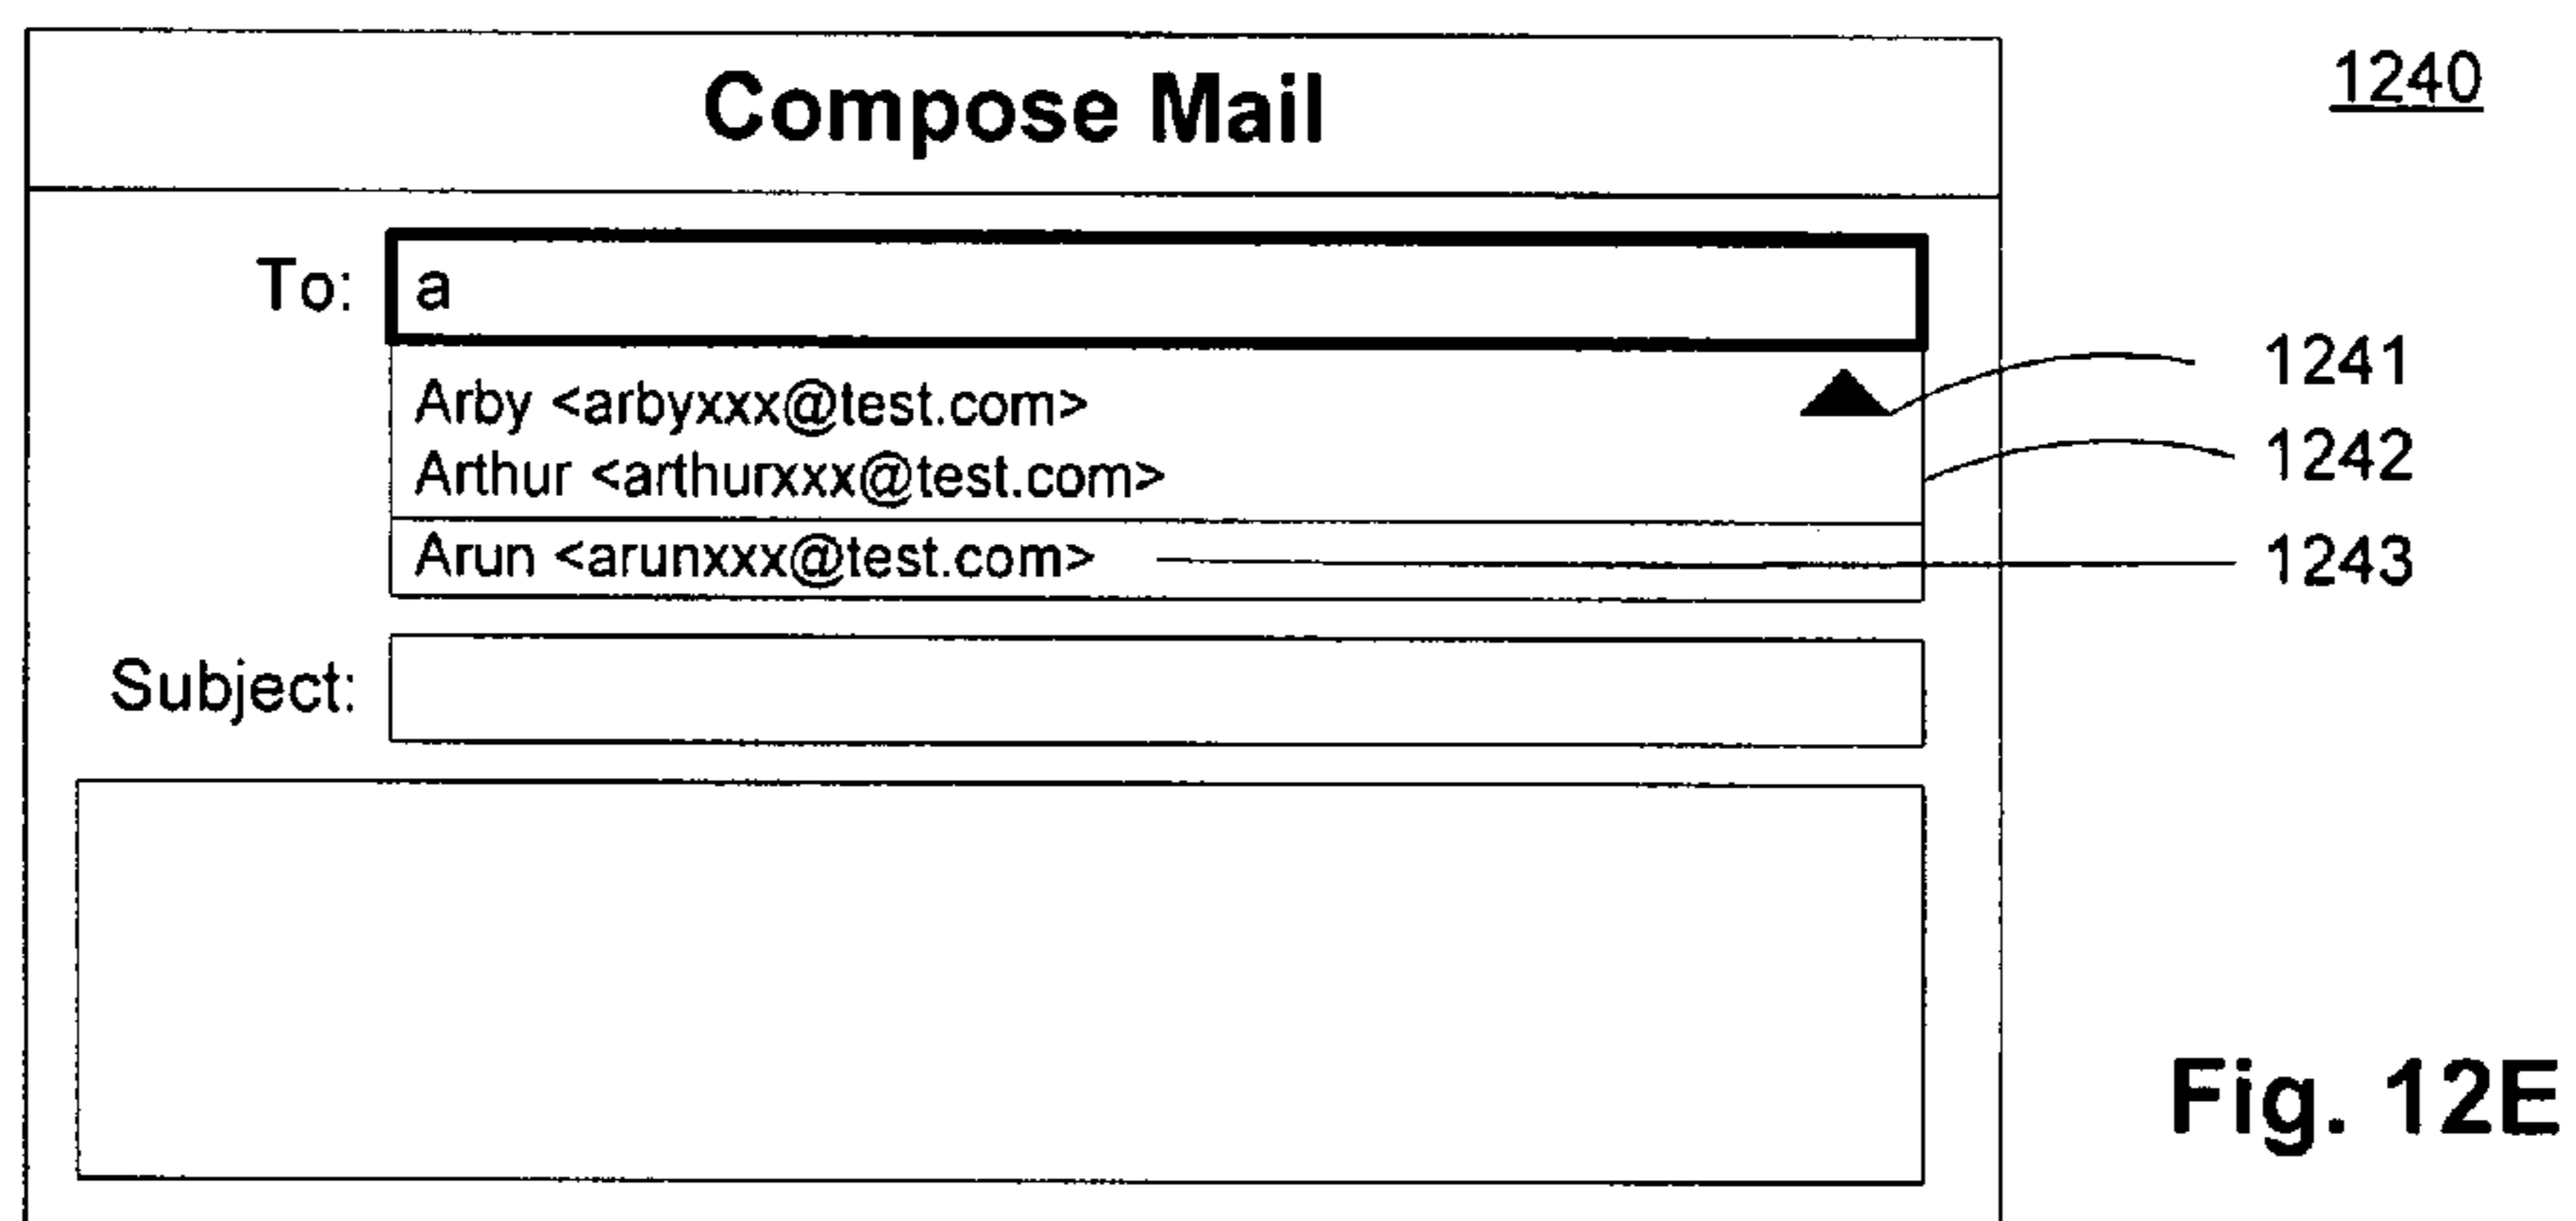 Compose Mail
1240
To: a
Arby <arbyxxx@test.com>
1241
Arthur <arthurxxx@test.com>
1242
Arun <arunxxx@test.com>
1243
Subject:
Fig. 12E